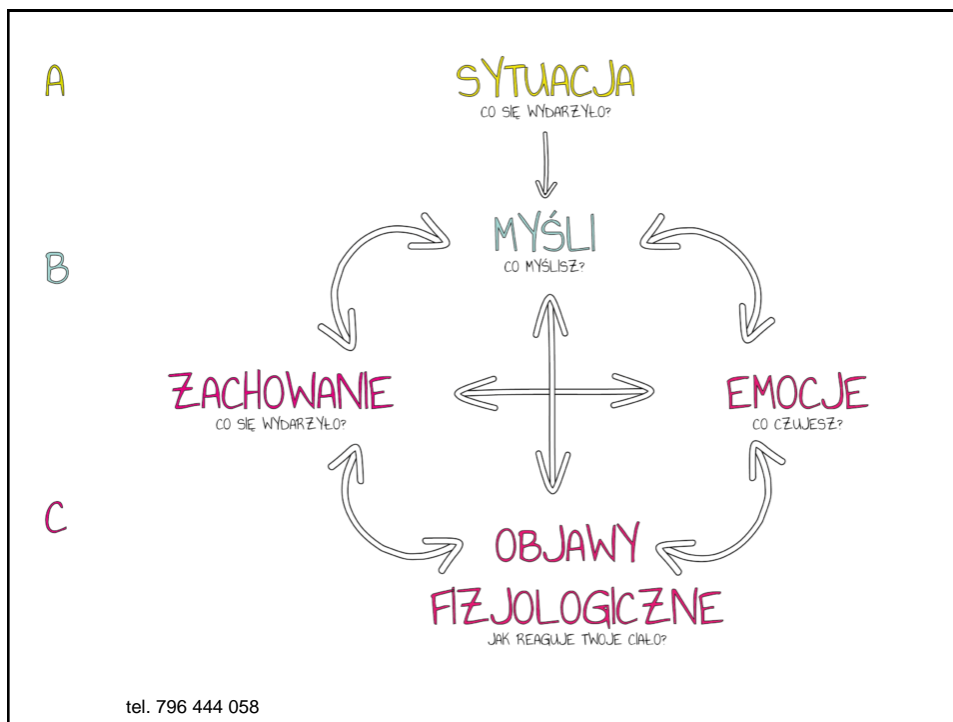 A
SYTUACJA
CO SIĘ WYDARZYŁO?
B
MYŚLI
CO MYŚLISZ?
ZACHOWANIE
CO SIĘ WYDARZYŁO?
EMOCJE
CO CZUJESZ?
C
OBJAWY
FIZJOLOGICZNE
JAK REAGUJE TWOJE CIAŁO?
tel. 796 444 058